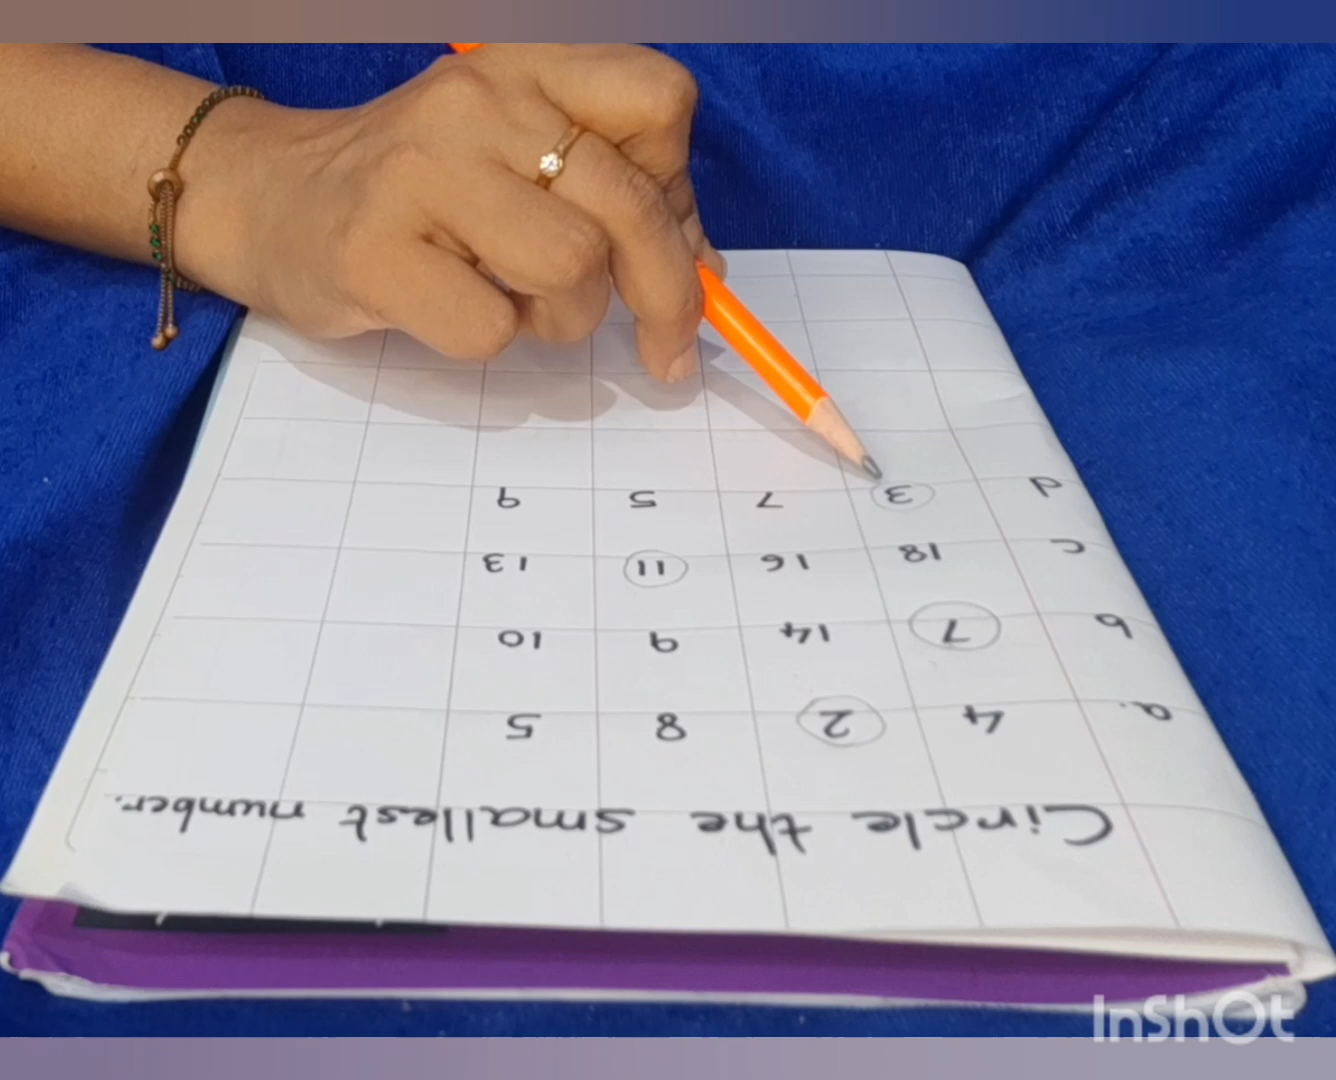 Circle the smallest number.
a. 4 2 8 5
b 7 14 9 10
c 18 16 11 13
d 3 7 5 9
InShOt